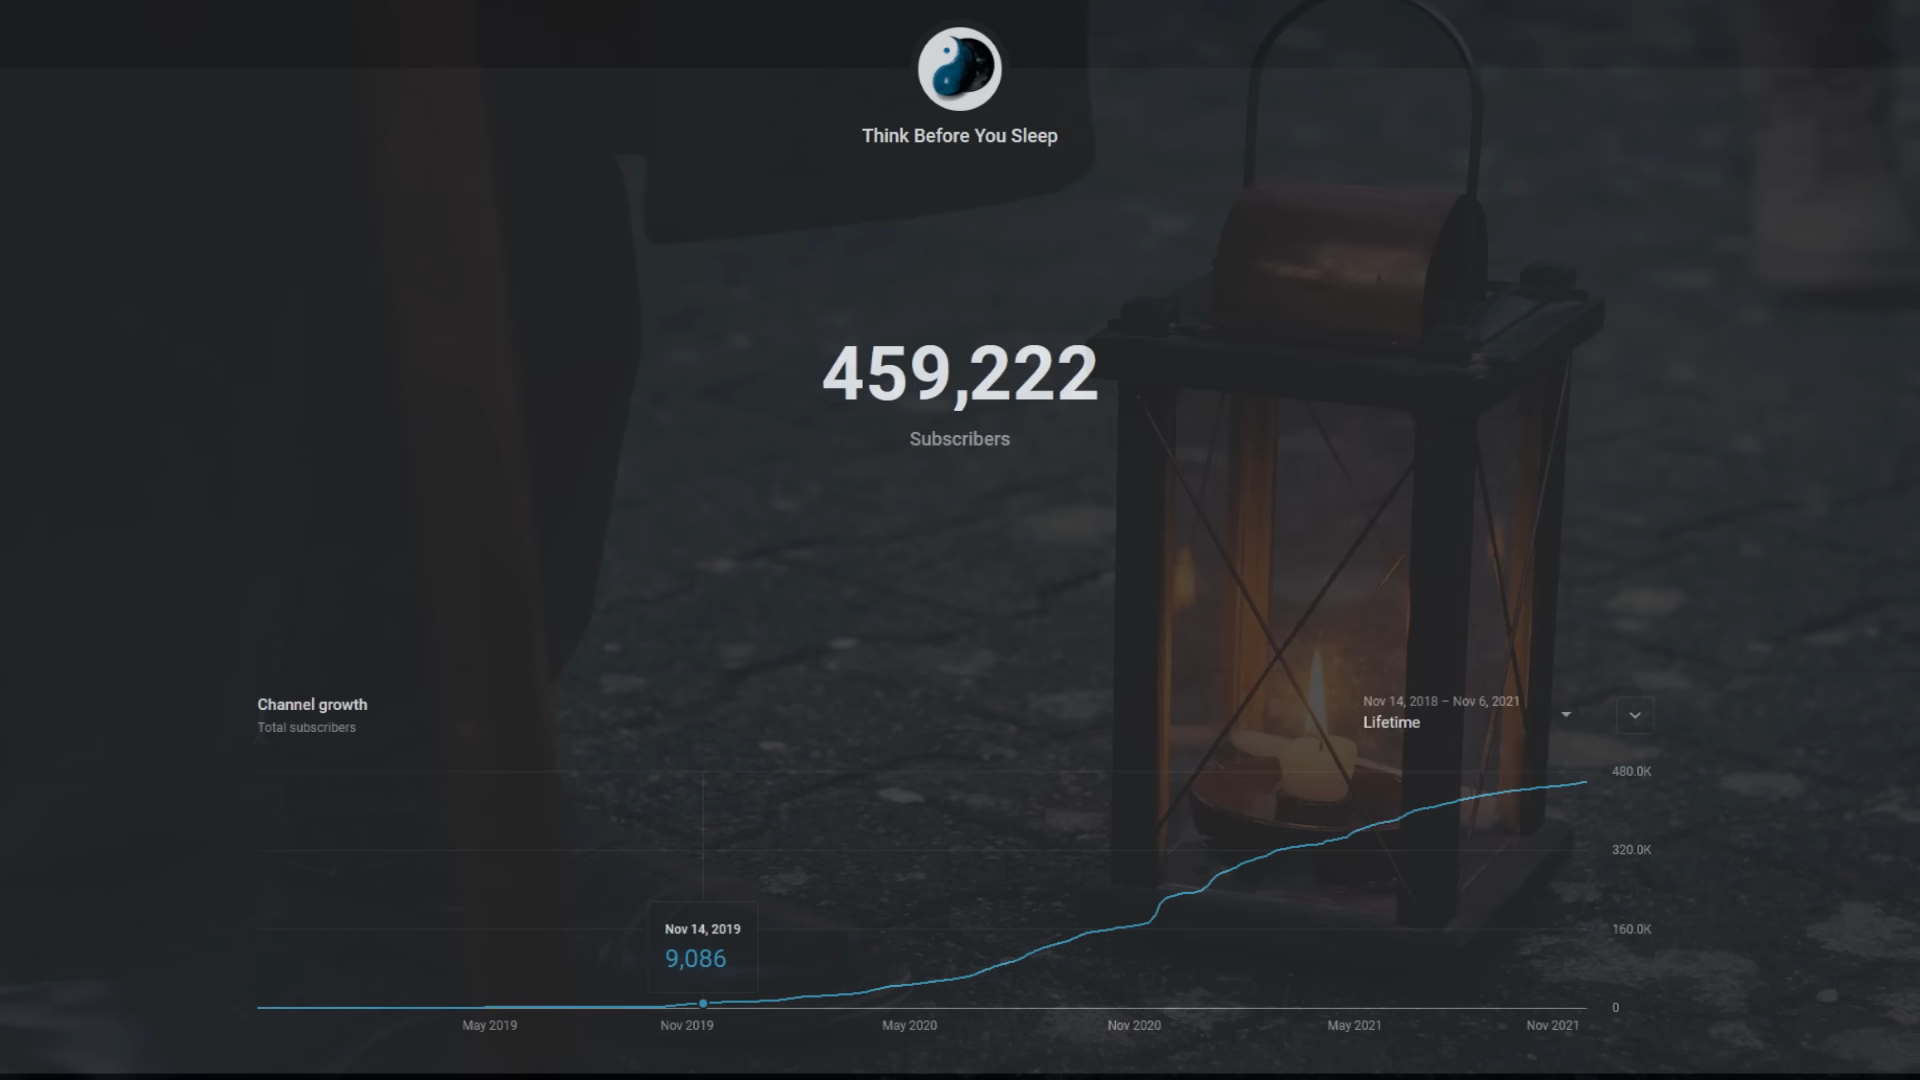 Think Before You Sleep
459,222
Subscribers
Channel growth
Total subscribers
Nov 14, 2018 – Nov 6, 2021
Lifetime
480.0K
320.0K
160.0K
0
Nov 14, 2019
9,086
May 2019
Nov 2019
May 2020
Nov 2020
May 2021
Nov 2021